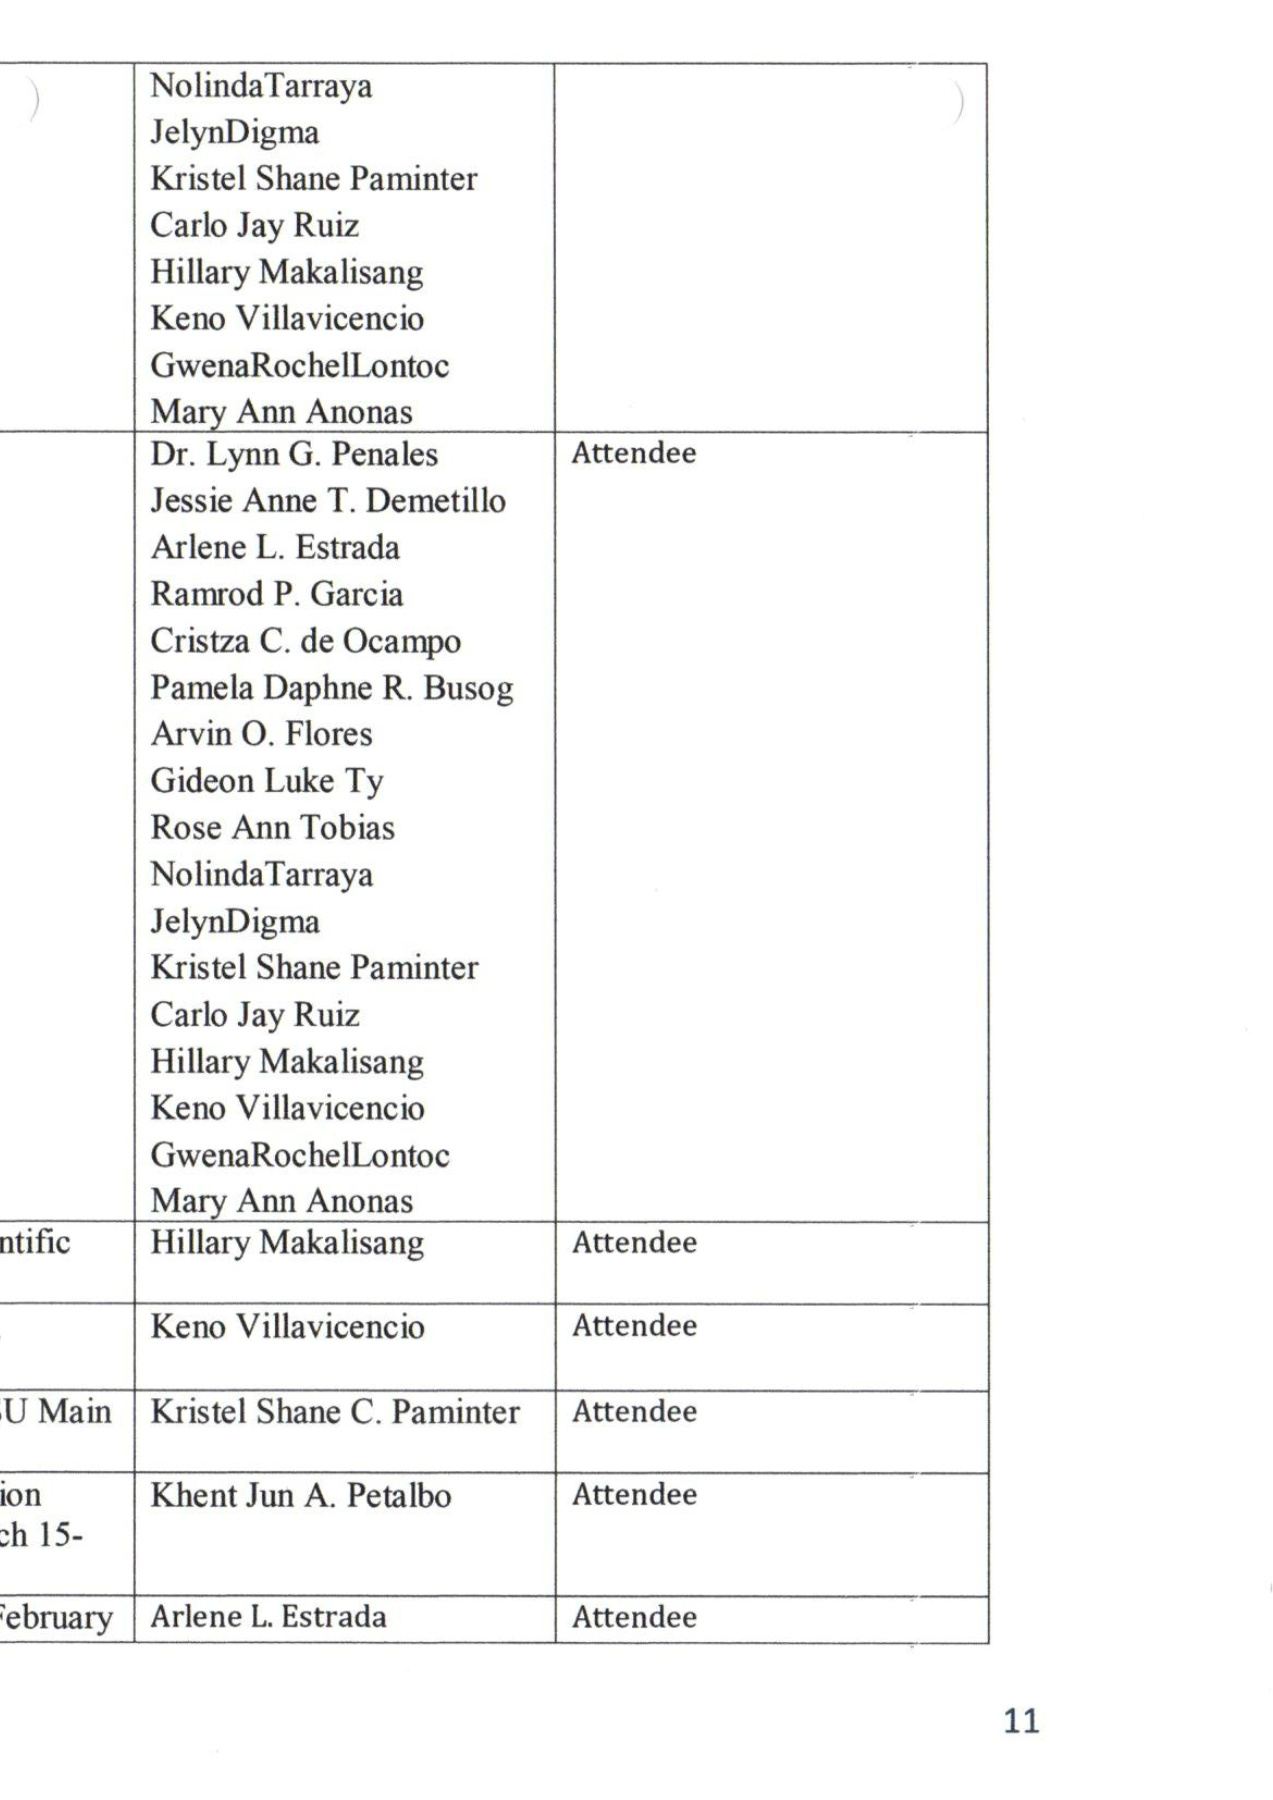 NolindaTarraya
JelynDigma
Kristel Shane Paminter
Carlo Jay Ruiz
Hillary Makalisang
Keno Villavicencio
GwenaRochelLontoc
Mary Ann Anonas
Dr. Lynn G. Penales Attendee
Jessie Anne T. Demetillo
Arlene L. Estrada
Ramrod P. Garcia
Cristza C. de Ocampo
Pamela Daphne R. Busog
Arvin O. Flores
Gideon Luke Ty
Rose Ann Tobias
NolindaTarraya
JelynDigma
Kristel Shane Paminter
Carlo Jay Ruiz
Hillary Makalisang
Keno Villavicencio
GwenaRochelLontoc
Mary Ann Anonas
ntific Hillary Makalisang Attendee
Keno Villavicencio Attendee
SU Main Kristel Shane C. Paminter Attendee
ion Khent Jun A. Petalbo Attendee
ch 15-
February Arlene L. Estrada Attendee
11